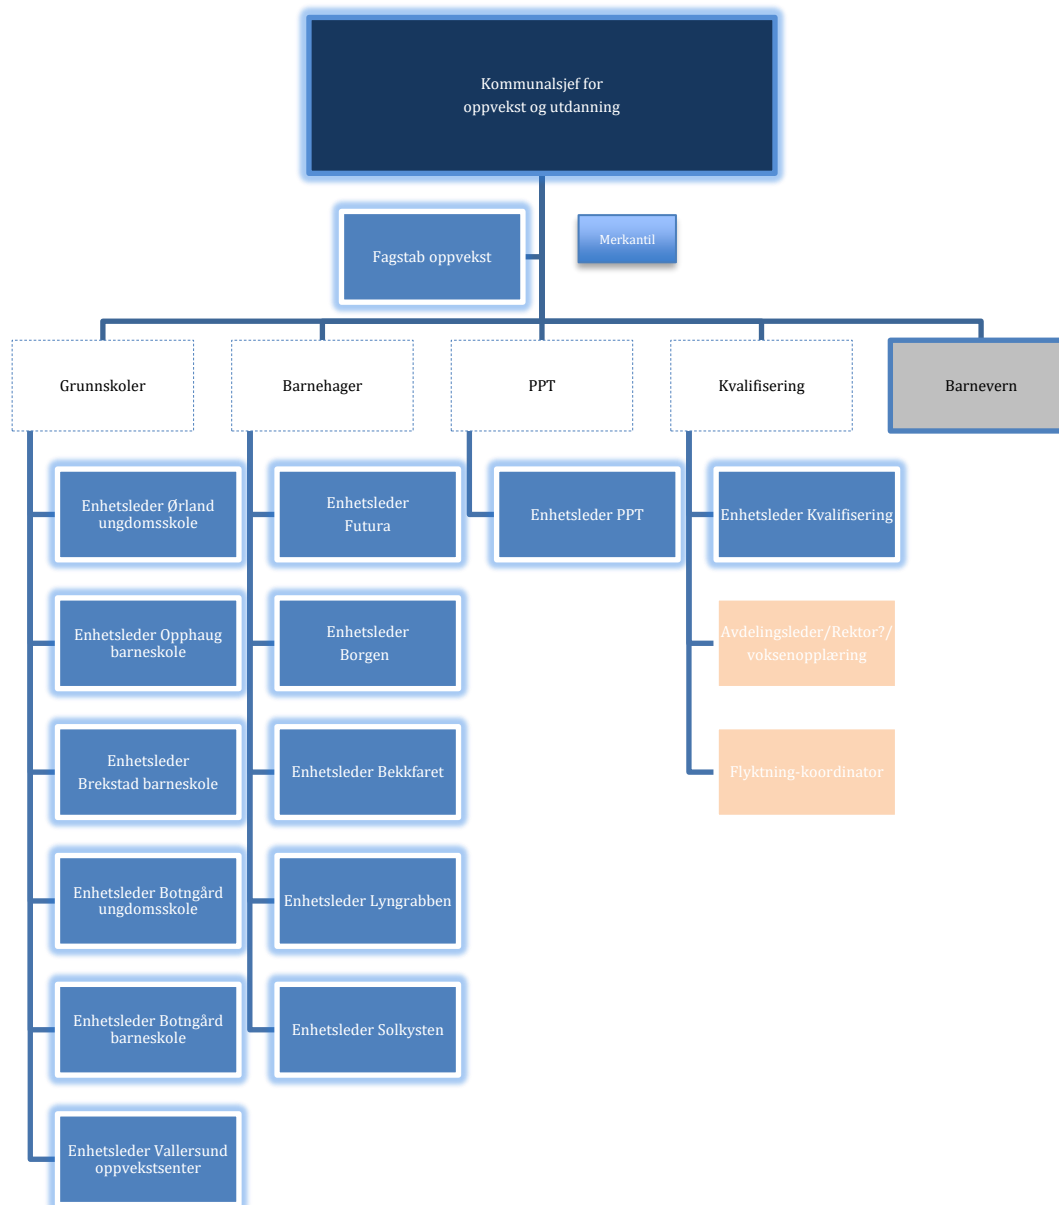 Kommunalsjef for
oppvekst og utdanning
Fagstab oppvekst
Merkantil
Grunnskoler
Barnehager
PPT
Kvalifisering
Barnevern
Enhetsleder Ørland
ungdomsskole
Enhetsleder
Futura
Enhetsleder PPT
Enhetsleder Kvalifisering
Enhetsleder Opphaug
barneskole
Enhetsleder
Borgen
Avdelingsleder/Rektor?/
voksenopplæring
Enhetsleder
Brekstad barneskole
Enhetsleder Bekkfaret
Flyktning-koordinator
Enhetsleder Botngård
ungdomsskole
Enhetsleder Lyngrabben
Enhetsleder Botngård
barneskole
Enhetsleder Solkysten
Enhetsleder Vallersund
oppvekstsenter